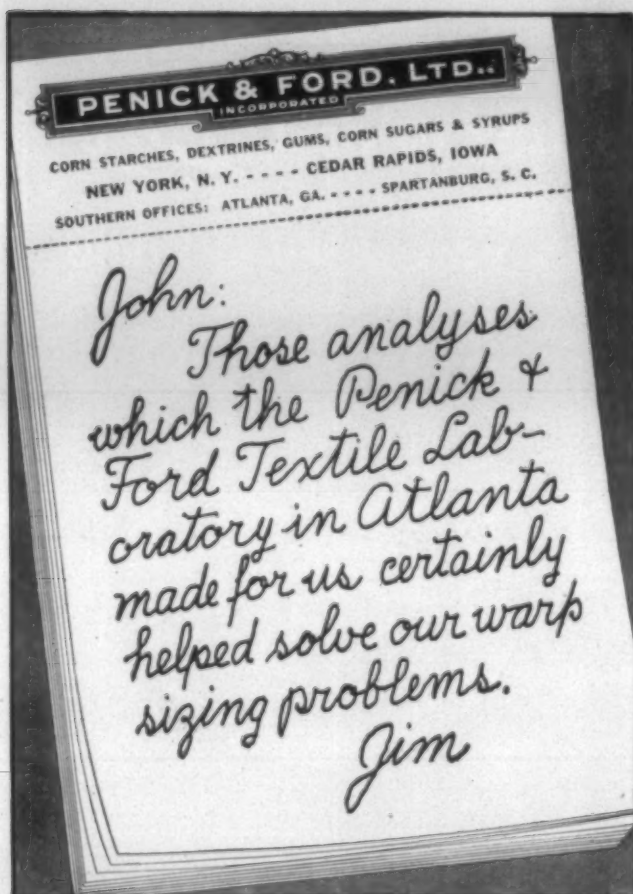 PENICK & FORD, LTD.,
INCORPORATED
CORN STARCHES, DEXTRINES, GUMS, CORN SUGARS & SYRUPS
NEW YORK, N. Y. - - - - CEDAR RAPIDS, IOWA
SOUTHERN OFFICES: ATLANTA, GA. - - - - SPARTANBURG, S. C.
John:
Those analyses
which the Penick &
Ford Textile Lab-
oratory in Atlanta
made for us certainly
helped solve our warp
sizing problems.
Jim